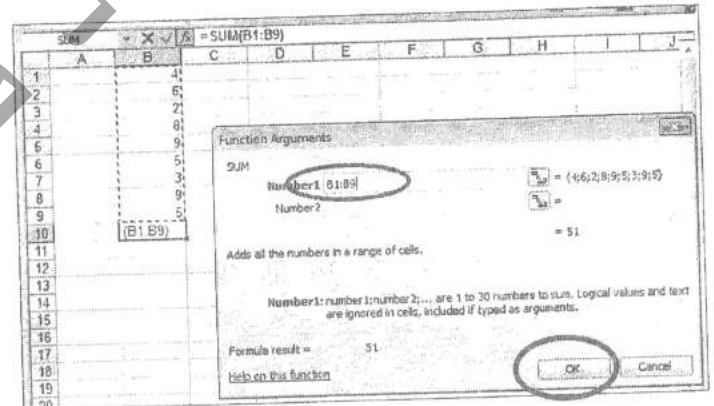 SUM =SUM(B1:B9)
A B C D E F G H I J
1 4
2 6
3 2
4 8
6 9
6 5
7 3
8 9
9 5
10 (B1:B9)
11
12
13
14
15
16
17
18
19
20
Function Arguments
SUM
Number1 B1:B9 = {4;6;2;8;9;5;3;9;5}
Number2 =
= 51
Adds all the numbers in a range of cells.
Number1: number1;number2;... are 1 to 30 numbers to sum. Logical values and text
are ignored in cells, included if typed as arguments.
Formula result = 51
Help on this function
OK Cancel